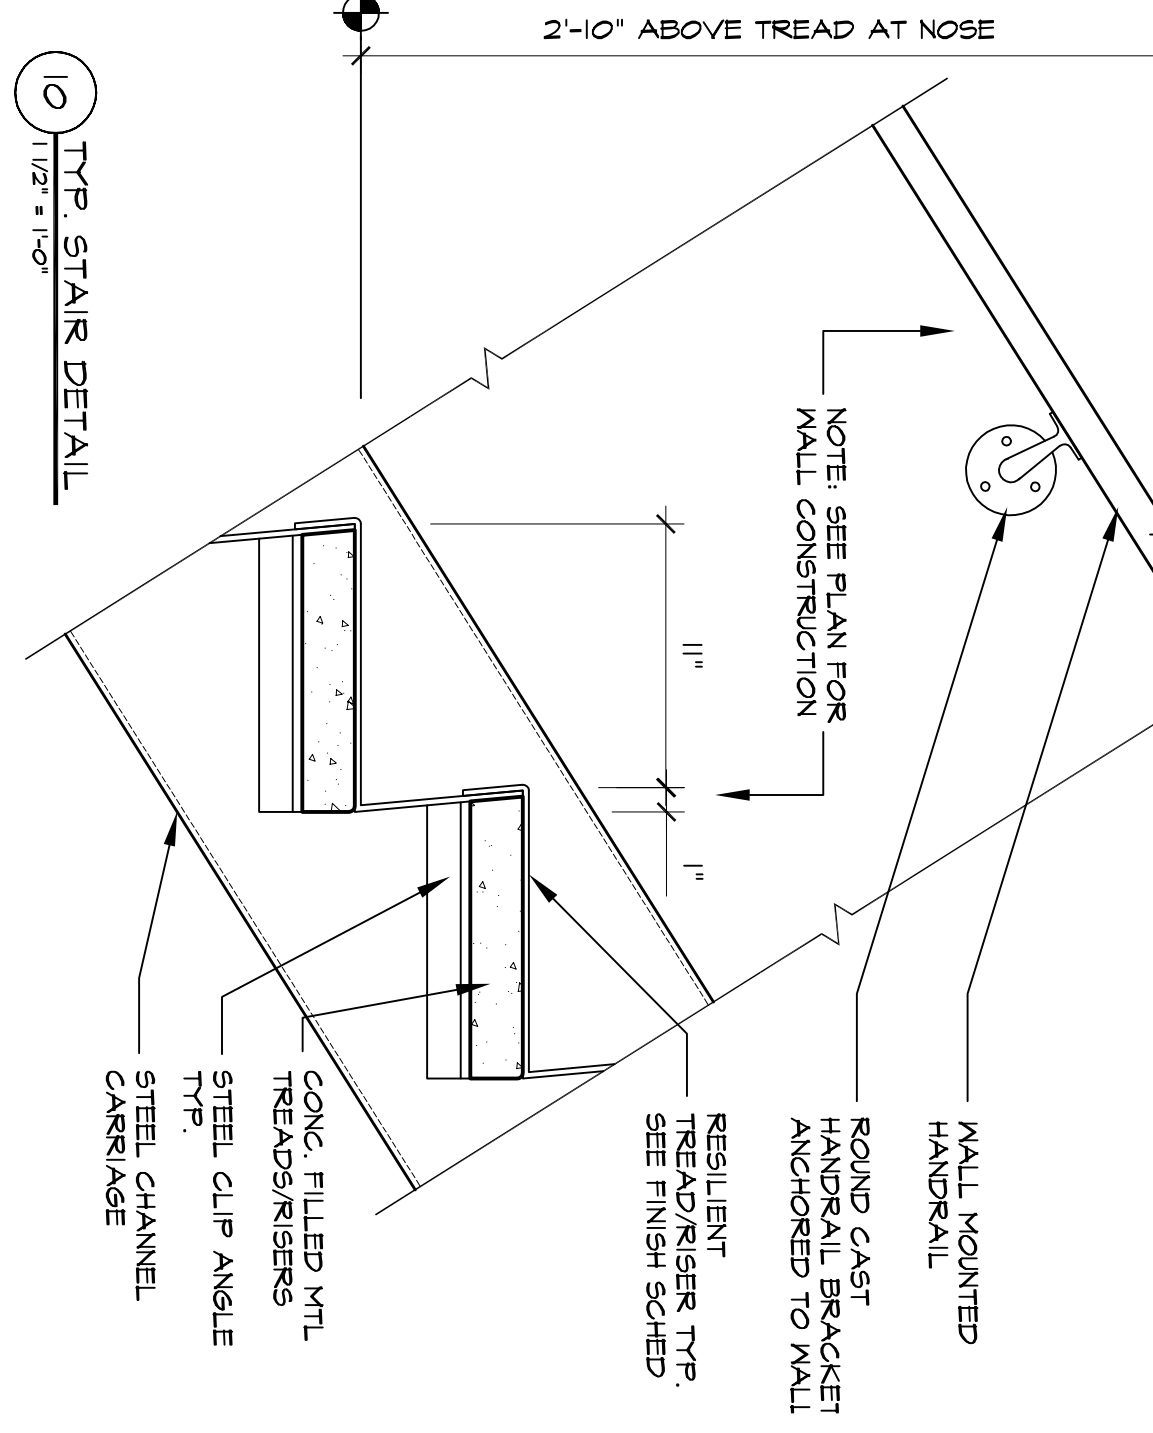 2'-10" ABOVE TREAD AT NOSE
WALL MOUNTED
HANDRAIL
ROUND CAST
HANDRAIL BRACKET
ANCHORED TO WALL
NOTE: SEE PLAN FOR
WALL CONSTRUCTION
11"
1"
RESILIENT
TREAD/RISER TYP.
SEE FINISH SCHED
CONC. FILLED MTL
TREADS/RISERS
STEEL CLIP ANGLE
TYP.
STEEL CHANNEL
CARRIAGE
10
TYP. STAIR DETAIL
1 1/2" = 1'-0"